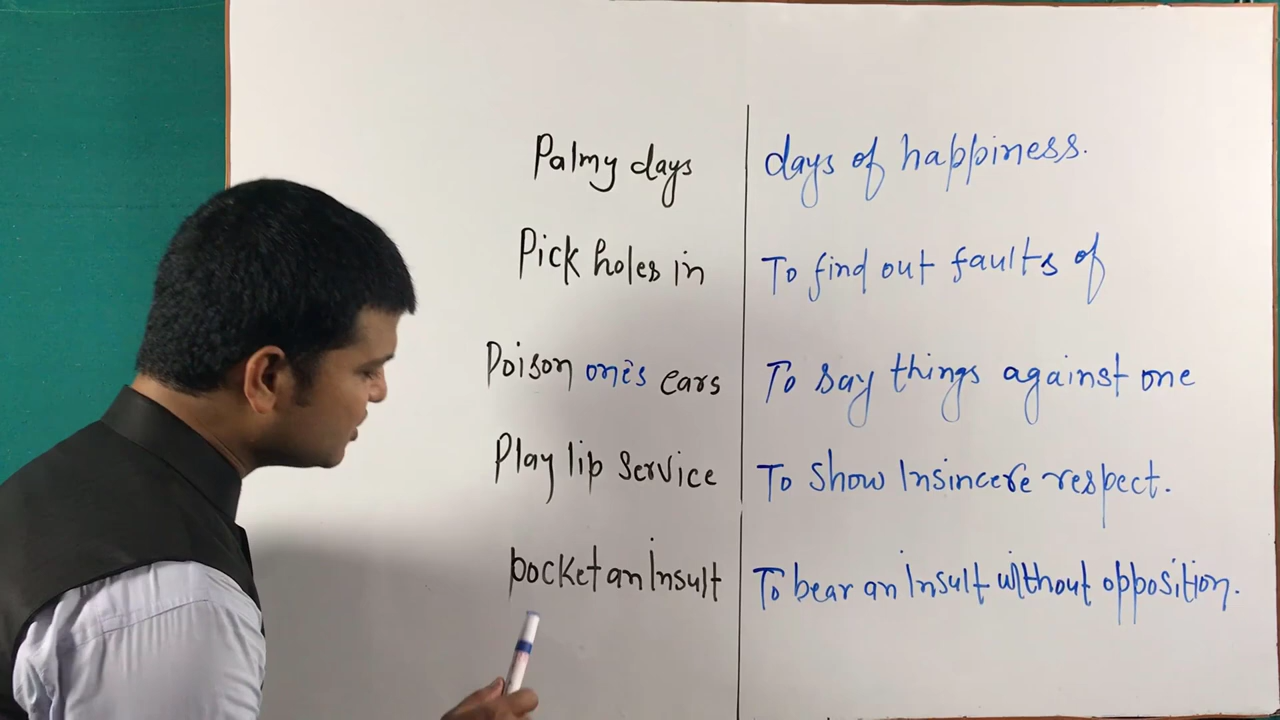 Palmy days days of happiness.
Pick holes in To find out faults of
Poison one's ears To say things against one
Play lip service To show Insincere respect.
pocket an Insult To bear an Insult without opposition.